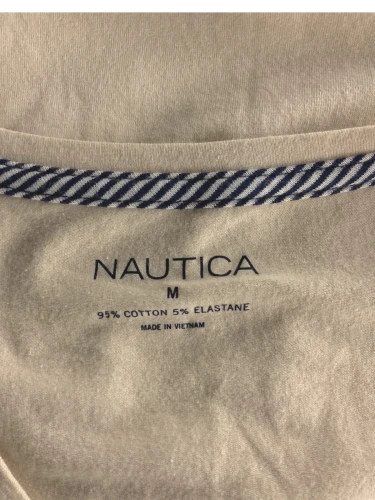 NAUTICA
M
95% COTTON 5% ELASTANE
MADE IN VIETNAM